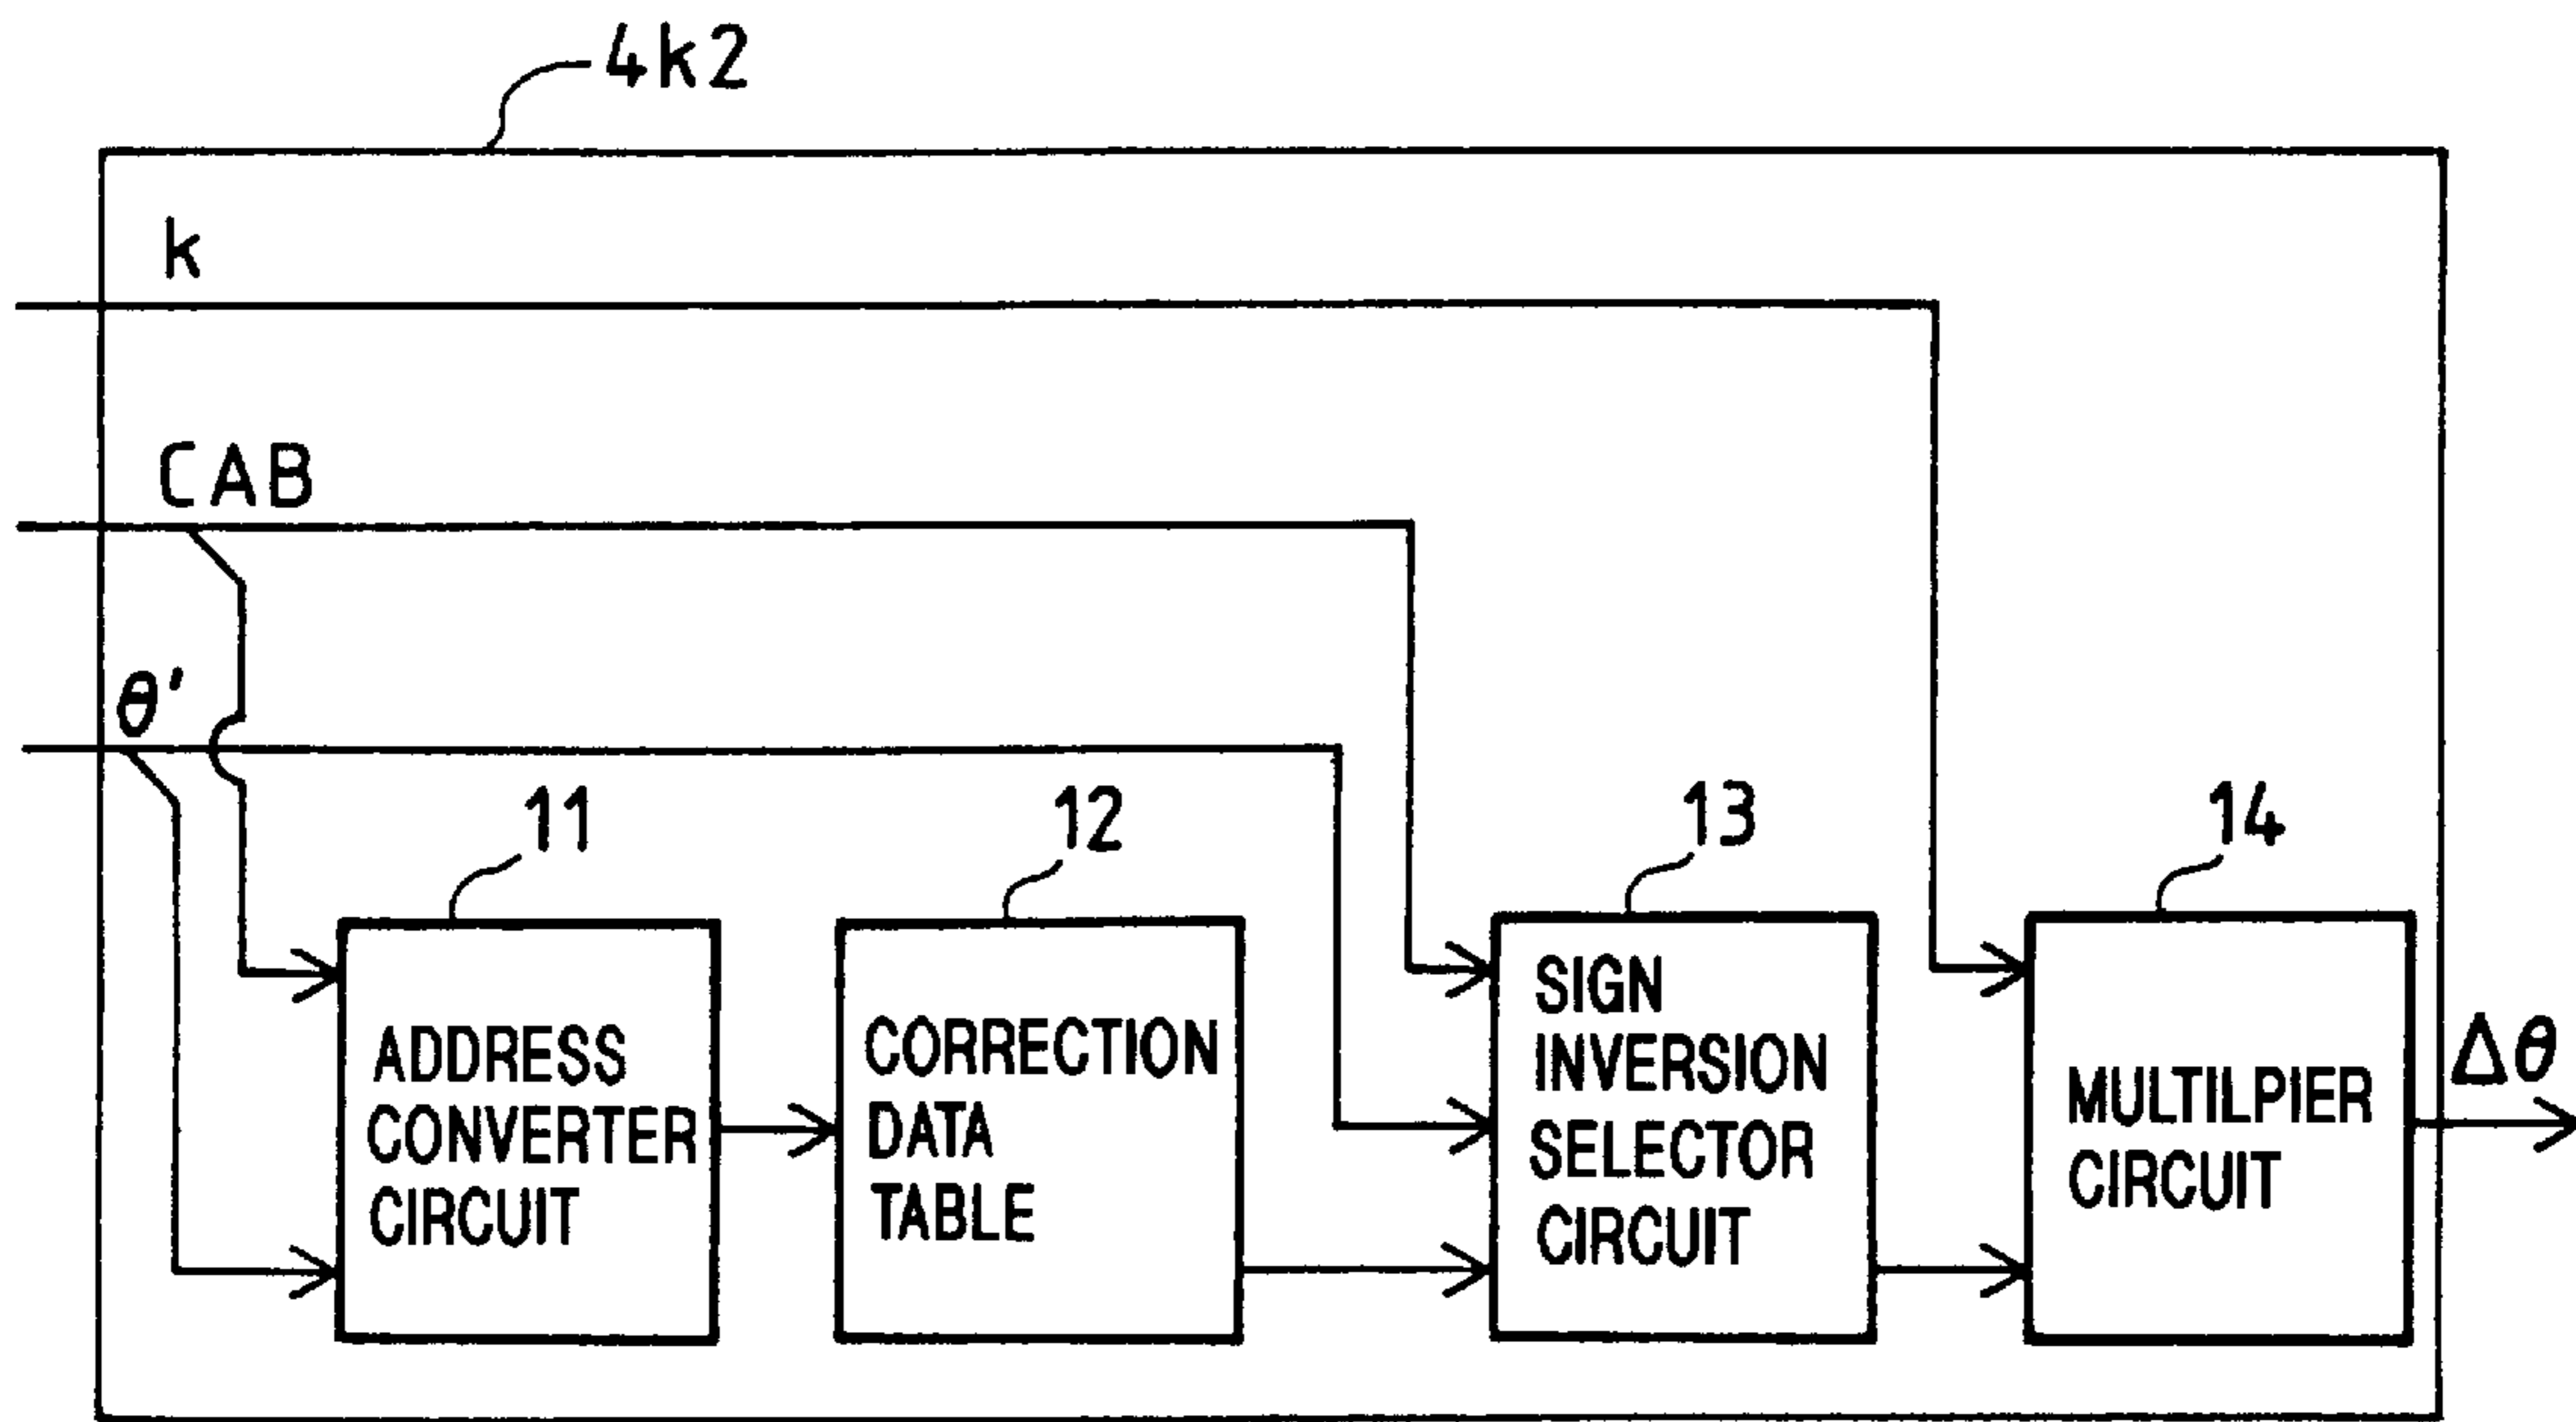 4k2
k
CAB
θ'
11
12
13
14
ADDRESS
CONVERTER
CIRCUIT
CORRECTION
DATA
TABLE
SIGN
INVERSION
SELECTOR
CIRCUIT
MULTILPIER
CIRCUIT
Δθ